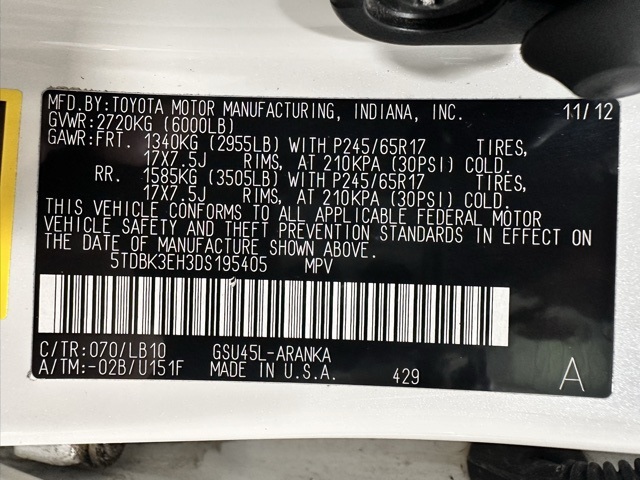 MFD.BY:TOYOTA MOTOR MANUFACTURING, INDIANA, INC. 11/12
GVWR:2720KG (6000LB)
GAWR:FRT. 1340KG (2955LB) WITH P245/65R17 TIRES,
17X7.5J RIMS, AT 210KPA (30PSI) COLD.
RR. 1585KG (3505LB) WITH P245/65R17 TIRES,
17X7.5J RIMS, AT 210KPA (30PSI) COLD.
THIS VEHICLE CONFORMS TO ALL APPLICABLE FEDERAL MOTOR
VEHICLE SAFETY AND THEFT PREVENTION STANDARDS IN EFFECT ON
THE DATE OF MANUFACTURE SHOWN ABOVE.
5TDBK3EH3DS195405 MPV
C/TR:070/LB10 GSU45L-ARANKA
A/TM:-02B/U151F MADE IN U.S.A. 429 A